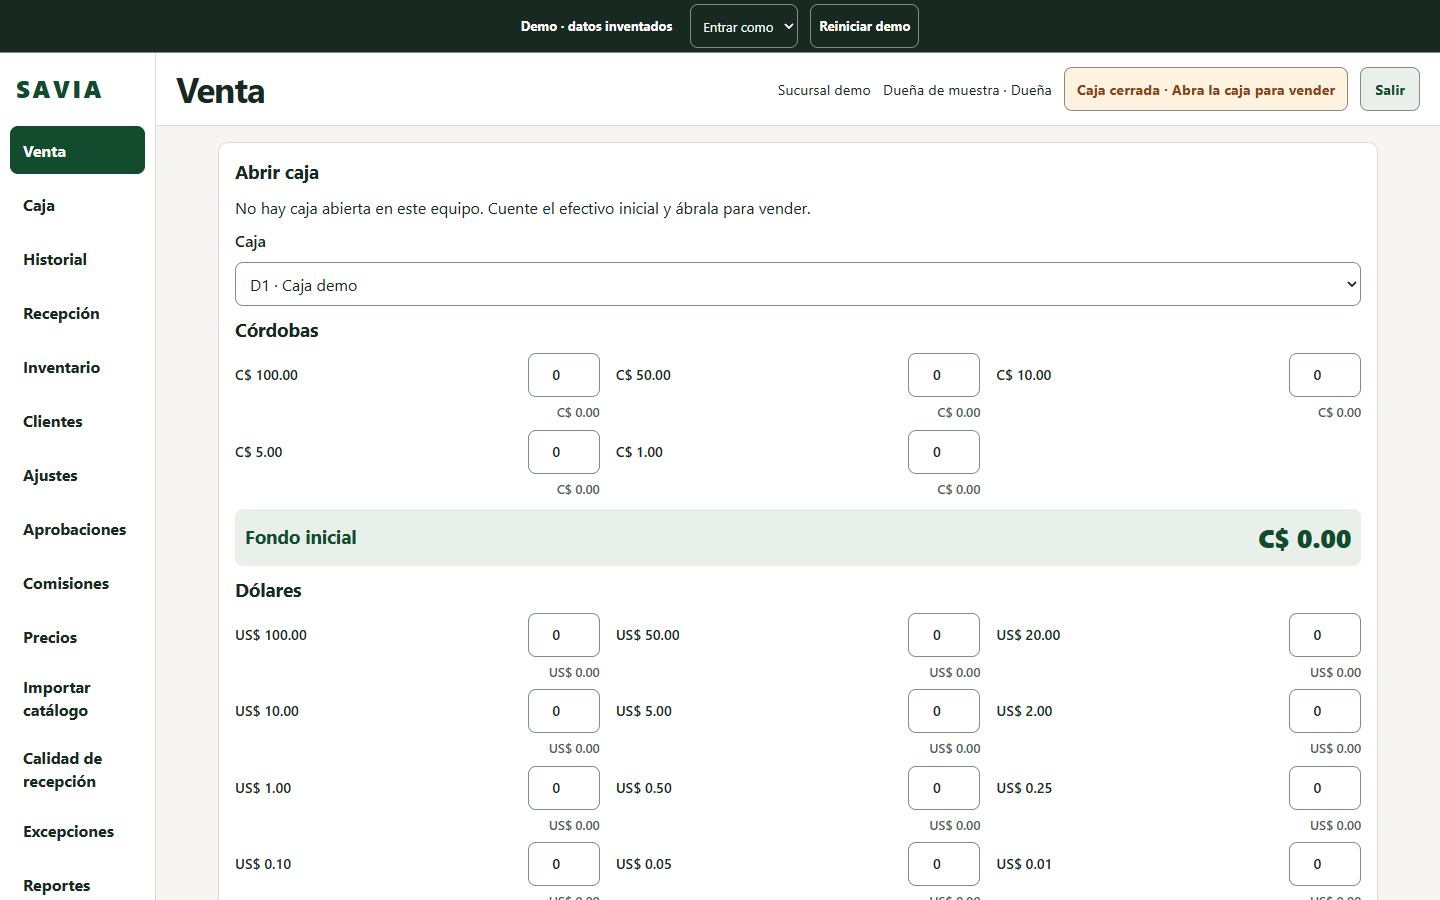 Demo · datos inventados
Entrar como
Reiniciar demo
SAVIA
Venta
Sucursal demo
Dueña de muestra · Dueña
Caja cerrada · Abra la caja para vender
Salir
Venta
Caja
Historial
Recepción
Inventario
Clientes
Ajustes
Aprobaciones
Comisiones
Precios
Importar
catálogo
Calidad de
recepción
Excepciones
Reportes
Abrir caja
No hay caja abierta en este equipo. Cuente el efectivo inicial y ábrala para vender.
Caja
D1 · Caja demo
Córdobas
C$ 100.00 0 C$ 50.00 0 C$ 10.00 0
C$ 0.00 C$ 0.00 C$ 0.00
C$ 5.00 0 C$ 1.00 0
C$ 0.00 C$ 0.00
Fondo inicial C$ 0.00
Dólares
US$ 100.00 0 US$ 50.00 0 US$ 20.00 0
US$ 0.00 US$ 0.00 US$ 0.00
US$ 10.00 0 US$ 5.00 0 US$ 2.00 0
US$ 0.00 US$ 0.00 US$ 0.00
US$ 1.00 0 US$ 0.50 0 US$ 0.25 0
US$ 0.00 US$ 0.00 US$ 0.00
US$ 0.10 0 US$ 0.05 0 US$ 0.01 0